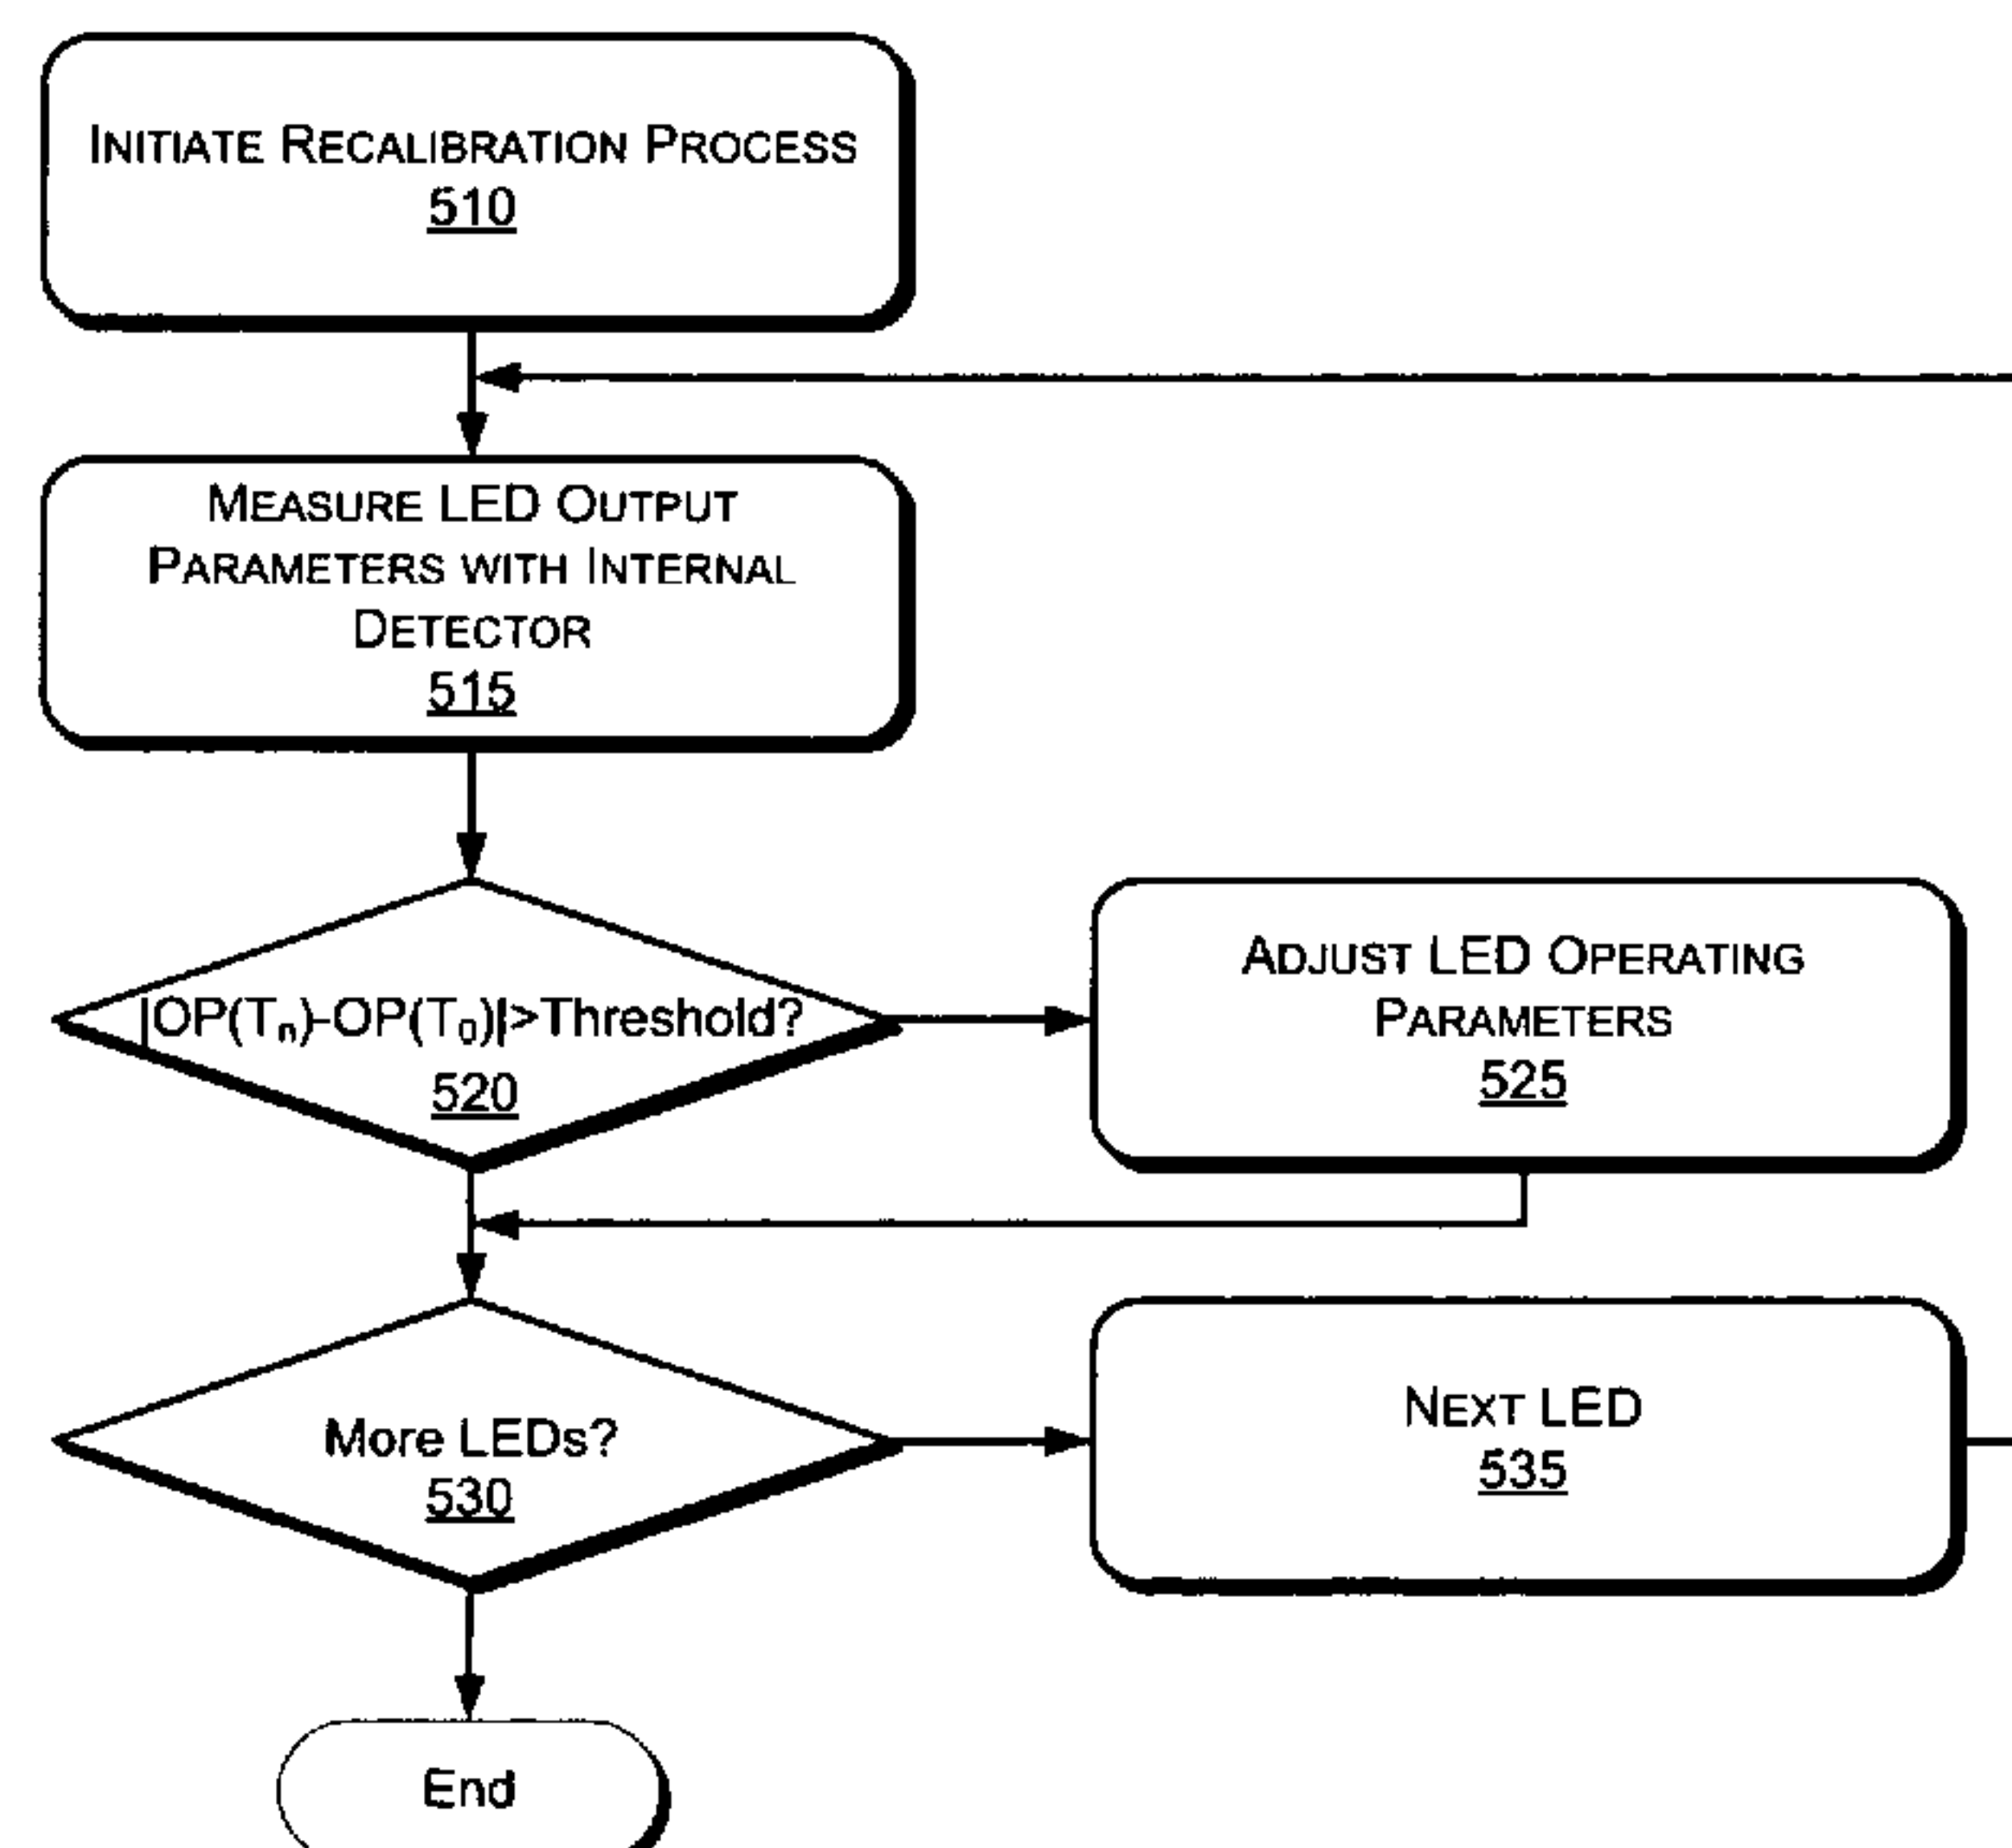 INITIATE RECALIBRATION PROCESS
510
MEASURE LED OUTPUT
PARAMETERS WITH INTERNAL
DETECTOR
515
|OP(Tₙ)-OP(T₀)|>Threshold?
520
ADJUST LED OPERATING
PARAMETERS
525
More LEDs?
530
NEXT LED
535
End